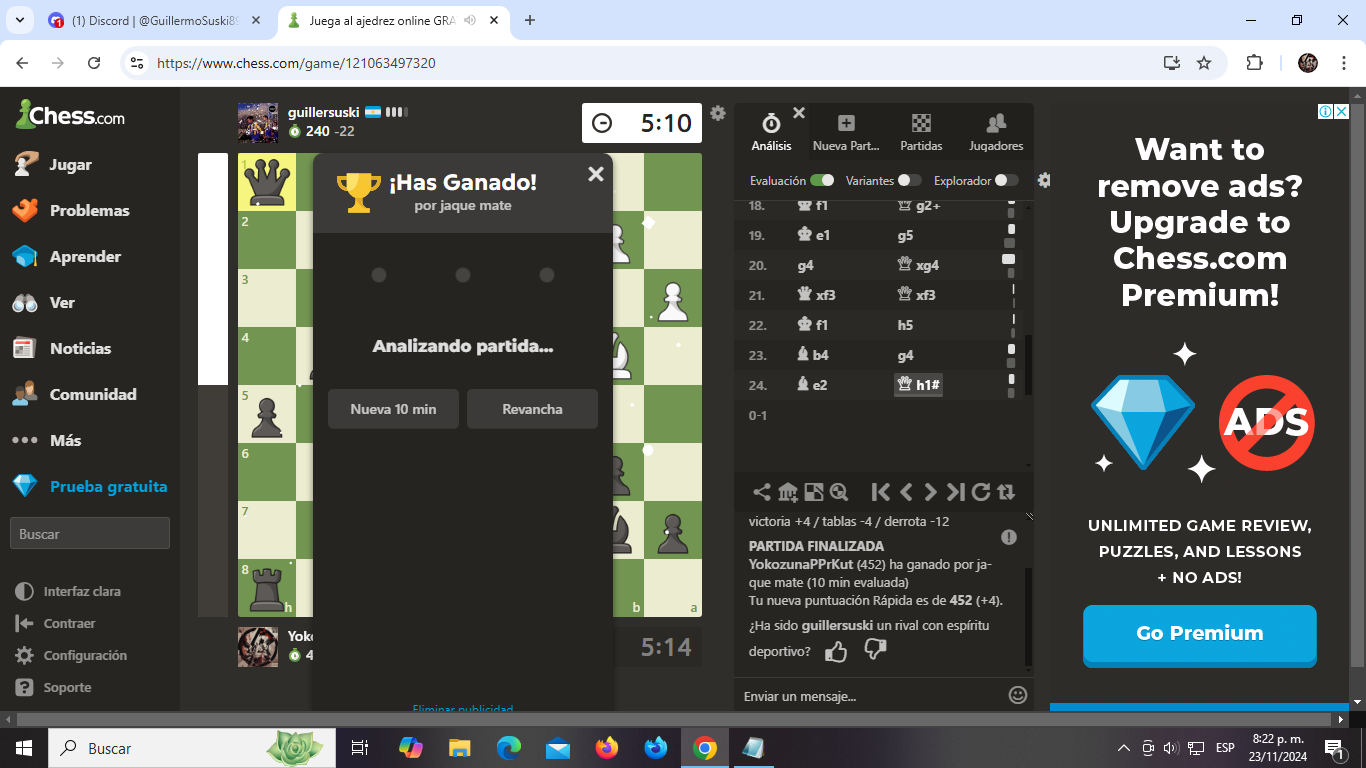 (1) Discord | @GuillermoSuski89
Juega al ajedrez online GRA
https://www.chess.com/game/121063497320
Chess.com
Jugar
Problemas
Aprender
Ver
Noticias
Comunidad
Más
Prueba gratuita
Buscar
Interfaz clara
Contraer
Configuración
Soporte
guillersuski
240 -22
5:10
1
2
3
4
5
6
7
8
h
b
a
¡Has Ganado!
por jaque mate
Analizando partida...
Nueva 10 min
Revancha
Eliminar publicidad
Yoko
4
5:14
Análisis
Nueva Part...
Partidas
Jugadores
Evaluación
Variantes
Explorador
18. f1 g2+
19. e1 g5
20. g4 xg4
21. xf3 xf3
22. f1 h5
23. b4 g4
24. e2 h1#
0-1
victoria +4 / tablas -4 / derrota -12
PARTIDA FINALIZADA
YokozunaPPrKut (452) ha ganado por ja-
que mate (10 min evaluada)
Tu nueva puntuación Rápida es de 452 (+4).
¿Ha sido guillersuski un rival con espíritu
deportivo?
Enviar un mensaje...
Want to
remove ads?
Upgrade to
Chess.com
Premium!
ADS
UNLIMITED GAME REVIEW,
PUZZLES, AND LESSONS
+ NO ADS!
Go Premium
Buscar
ESP
8:22 p. m.
23/11/2024
1